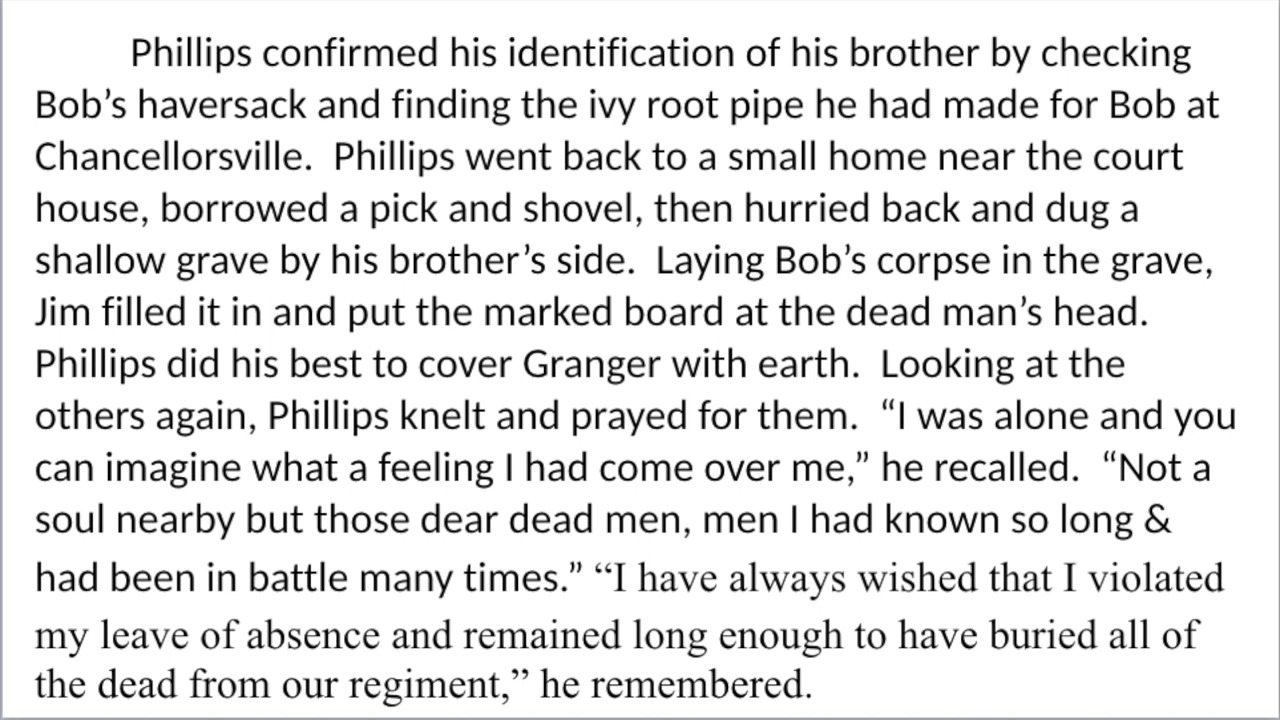 Phillips confirmed his identification of his brother by checking
Bob’s haversack and finding the ivy root pipe he had made for Bob at
Chancellorsville.  Phillips went back to a small home near the court
house, borrowed a pick and shovel, then hurried back and dug a
shallow grave by his brother’s side.  Laying Bob’s corpse in the grave,
Jim filled it in and put the marked board at the dead man’s head.
Phillips did his best to cover Granger with earth.  Looking at the
others again, Phillips knelt and prayed for them.  “I was alone and you
can imagine what a feeling I had come over me,” he recalled.  “Not a
soul nearby but those dear dead men, men I had known so long &
had been in battle many times.” “I have always wished that I violated
my leave of absence and remained long enough to have buried all of
the dead from our regiment,” he remembered.